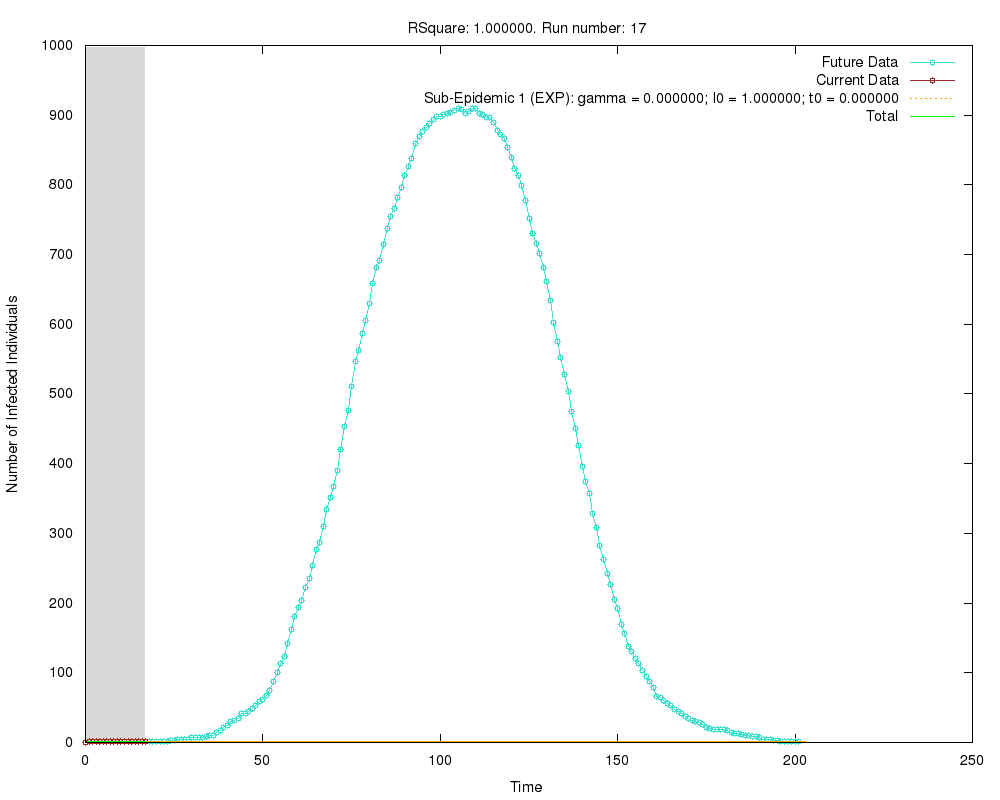 RSquare: 1.000000. Run number: 17
1000
900
800
700
600
500
400
300
200
100
0
0
50
100
150
200
250
Number of Infected Individuals
Time
Future Data
Current Data
Sub-Epidemic 1 (EXP): gamma = 0.000000; I0 = 1.000000; t0 = 0.000000
Total